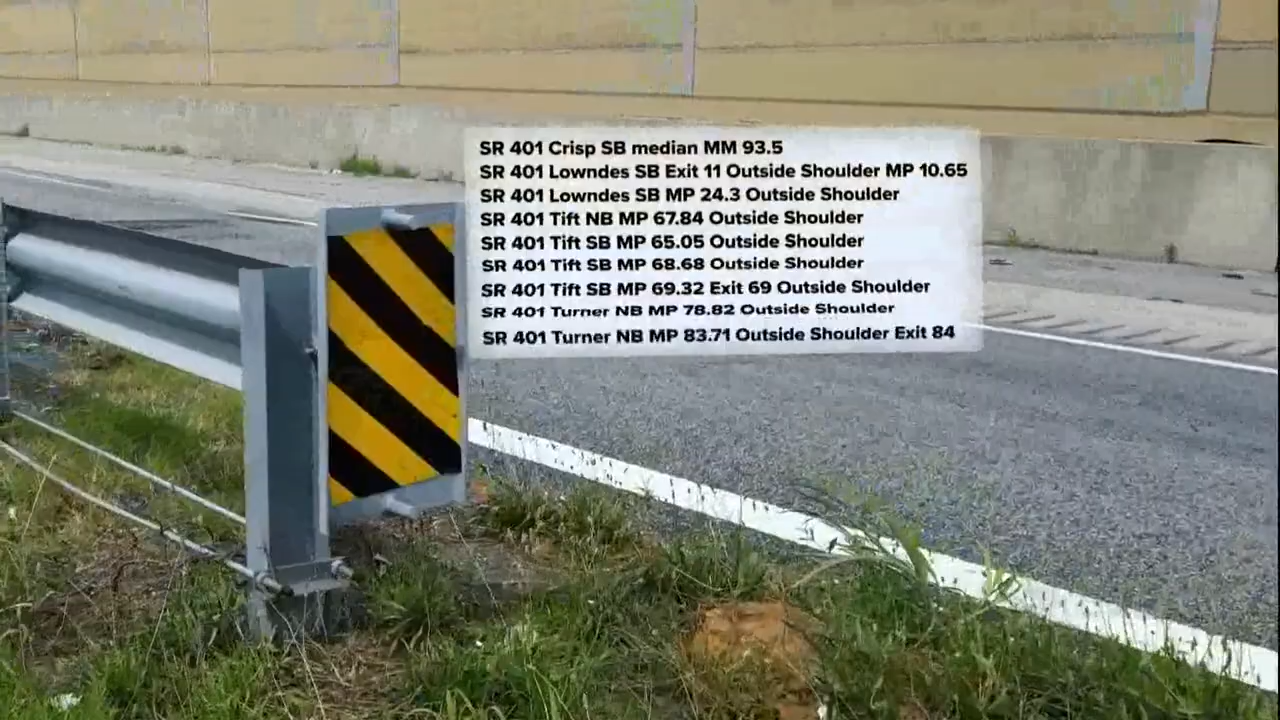 SR 401 Crisp SB median MM 93.5
SR 401 Lowndes SB Exit 11 Outside Shoulder MP 10.65
SR 401 Lowndes SB MP 24.3 Outside Shoulder
SR 401 Tift NB MP 67.84 Outside Shoulder
SR 401 Tift SB MP 65.05 Outside Shoulder
SR 401 Tift SB MP 68.68 Outside Shoulder
SR 401 Tift SB MP 69.32 Exit 69 Outside Shoulder
SR 401 Turner NB MP 78.82 Outside Shoulder
SR 401 Turner NB MP 83.71 Outside Shoulder Exit 84